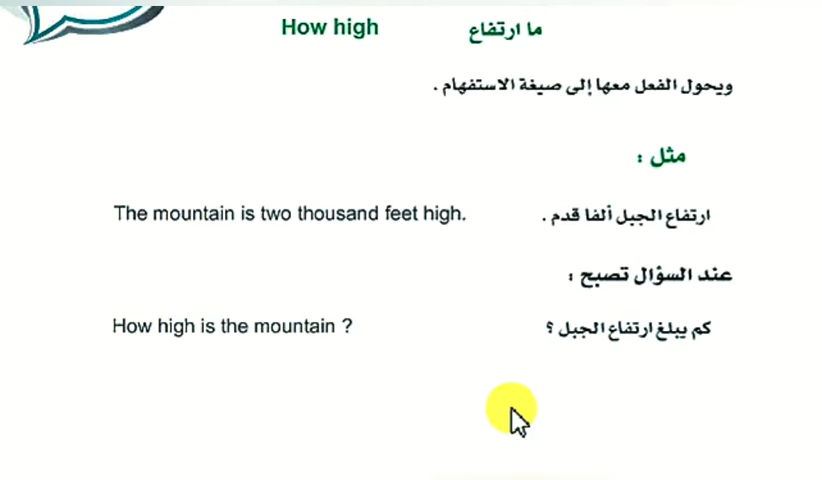 How high ما ارتفاع
ويحول الفعل معها إلى صيغة الاستفهام .
مثل :
The mountain is two thousand feet high. ارتفاع الجبل ألفا قدم .
عند السؤال تصبح :
How high is the mountain ? كم يبلغ ارتفاع الجبل ؟